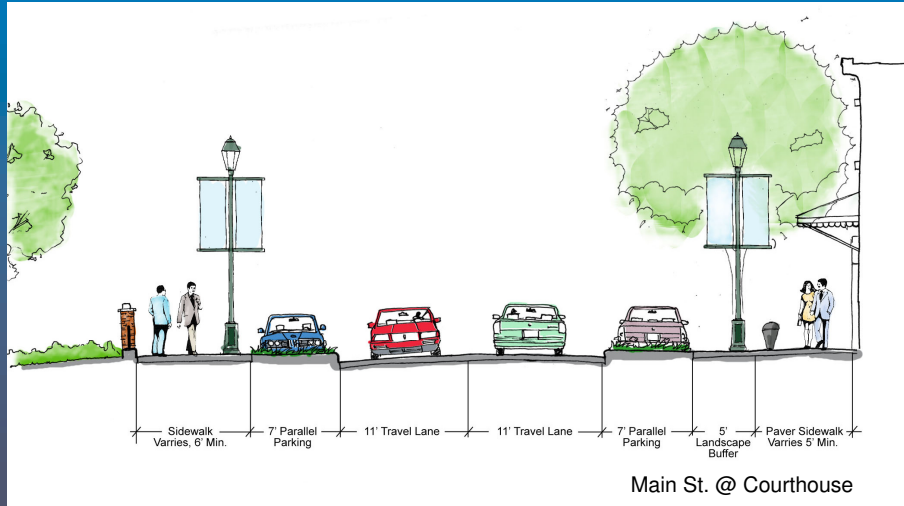 Sidewalk
Varries, 6' Min.
7' Parallel
Parking
11' Travel Lane
11' Travel Lane
7' Parallel
Parking
5'
Landscape
Buffer
Paver Sidewalk
Varries 5' Min.
Main St. @ Courthouse